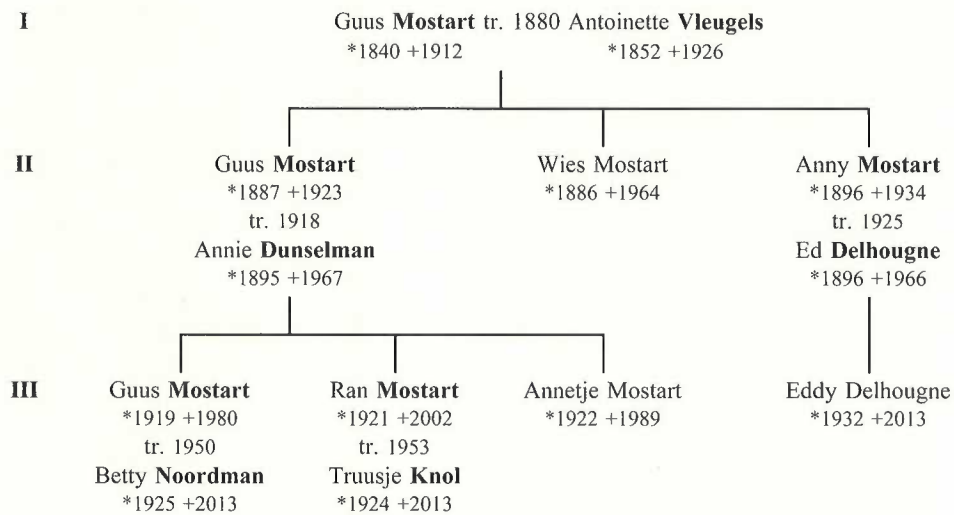 I Guus Mostart tr. 1880 Antoinette Vleugels
*1840 +1912 *1852 +1926
II Guus Mostart Wies Mostart Anny Mostart
*1887 +1923 *1886 +1964 *1896 +1934
tr. 1918 tr. 1925
Annie Dunselman Ed Delhougne
*1895 +1967 *1896 +1966
III Guus Mostart Ran Mostart Annetje Mostart Eddy Delhougne
*1919 +1980 *1921 +2002 *1922 +1989 *1932 +2013
tr. 1950 tr. 1953
Betty Noordman Truusje Knol
*1925 +2013 *1924 +2013